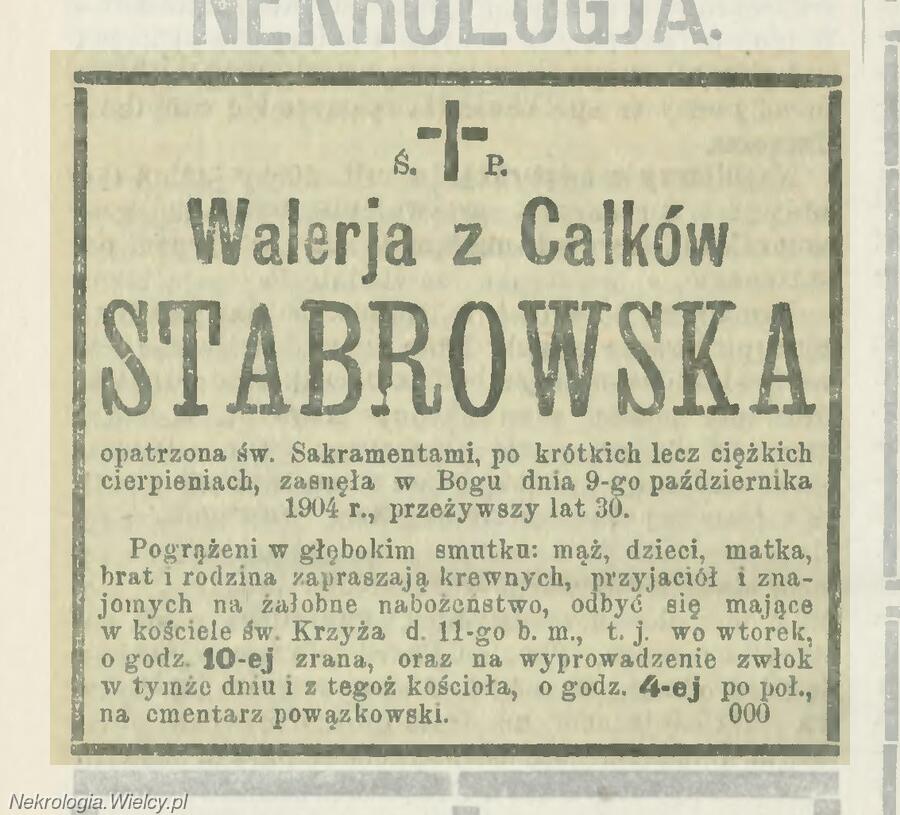 NEKROLOGJA.
Ś. P.
Walerja z Całków
STABROWSKA
opatrzona św. Sakramentami, po krótkich lecz ciężkich
cierpieniach, zasnęła w Bogu dnia 9-go października
1904 r., przeżywszy lat 30.
Pogrążeni w głębokim smutku: mąż, dzieci, matka,
brat i rodzina zapraszają krewnych, przyjaciół i zna-
jomych na żałobne nabożeństwo, odbyć się mające
w kościele św. Krzyża d. 11-go b. m., t. j. wo wtorek,
o godz. 10-ej zrana, oraz na wyprowadzenie zwłok
w tymże dniu i z tegoż kościoła, o godz. 4-ej po poł.,
na cmentarz powązkowski. 000
Nekrologia.Wielcy.pl